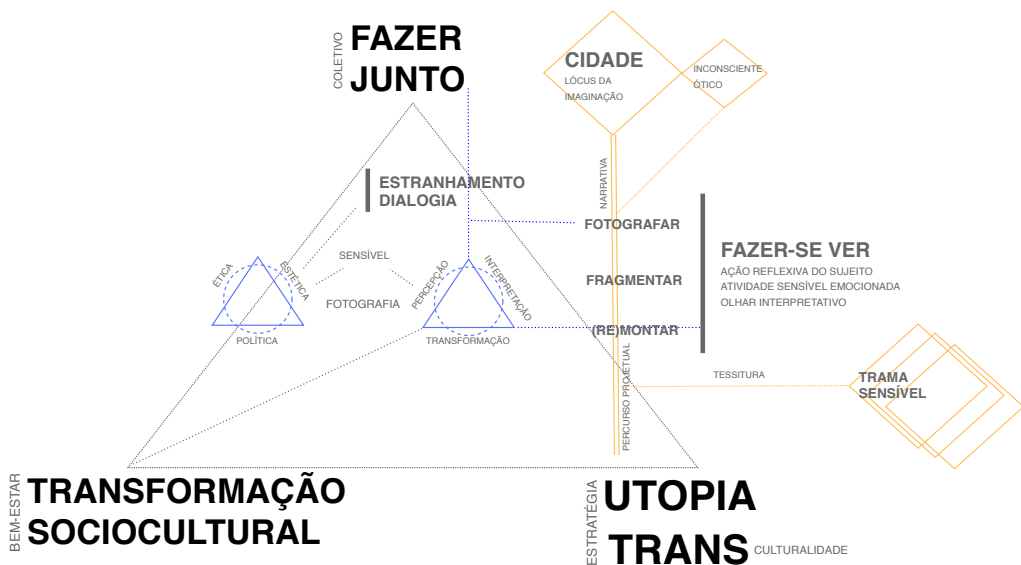 COLETIVO
FAZER
JUNTO
CIDADE
LÓCUS DA
IMAGINAÇÃO
INCONSCIENTE
ÓTICO
ESTRANHAMENTO
DIALOGIA
NARRATIVA
FOTOGRAFAR
FRAGMENTAR
(RE)MONTAR
FAZER-SE VER
AÇÃO REFLEXIVA DO SUJEITO
ATIVIDADE SENSÍVEL EMOCIONADA
OLHAR INTERPRETATIVO
SENSÍVEL
FOTOGRAFIA
ÉTICA
ESTÉTICA
POLÍTICA
PERCEPÇÃO
INTERPRETAÇÃO
TRANSFORMAÇÃO
PERCURSO PROJETUAL
TESSITURA
TRAMA
SENSÍVEL
BEM-ESTAR
TRANSFORMAÇÃO
SOCIOCULTURAL
ESTRATÉGIA
UTOPIA
TRANS CULTURALIDADE